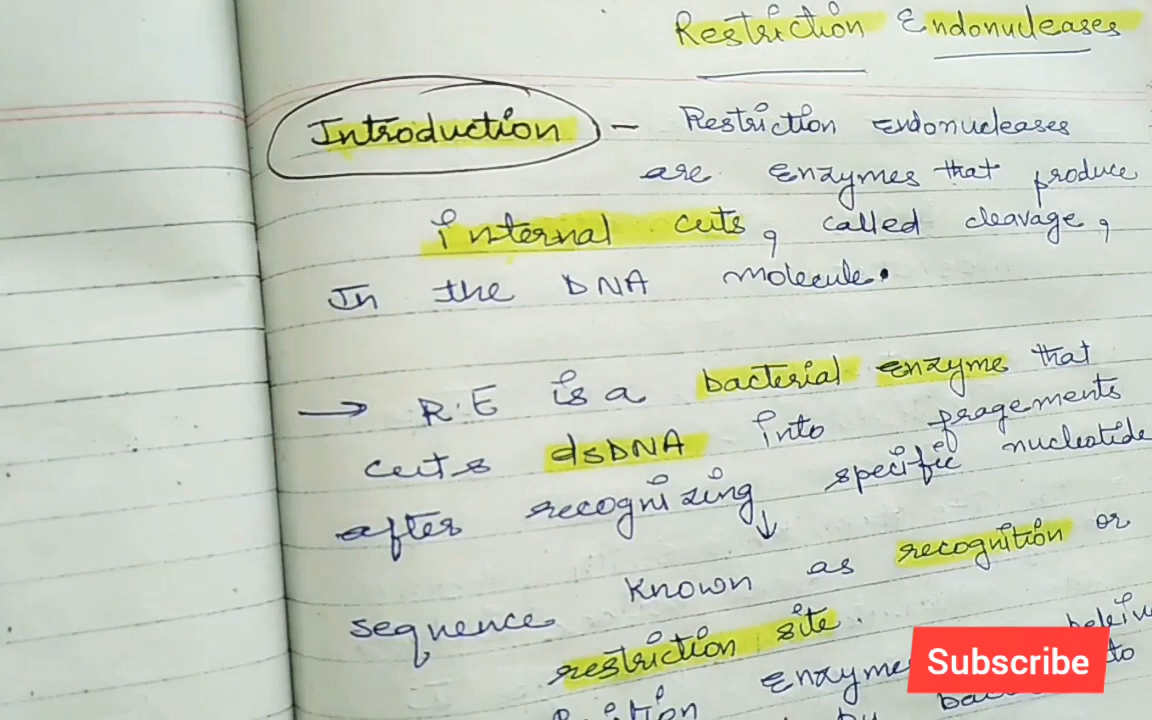 Restriction Endonucleases
Introduction - Restriction endonucleases
are enzymes that produce
internal cuts, called cleavage,
In the DNA molecule.
→ R.E is a bacterial enzyme that
cuts dsDNA into fragements
after recognizing specific nucleotide
sequence known as recognition or
restriction site.
enzymes
Subscribe